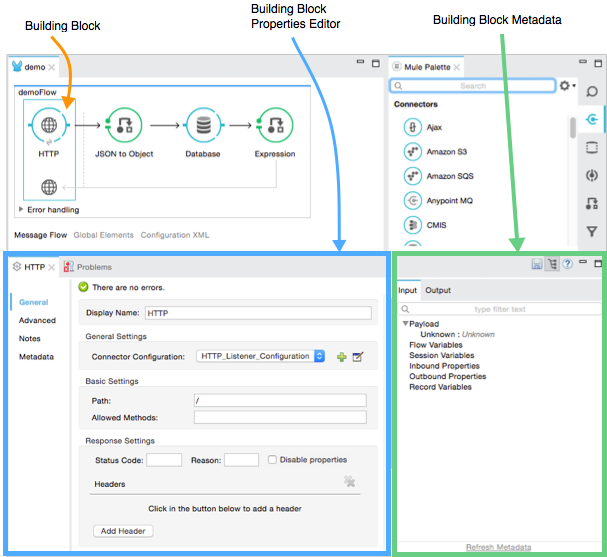 Building Block
Building Block
Properties Editor
Building Block Metadata
demo
demoFlow
HTTP
JSON to Object
Database
Expression
Error handling
Message Flow Global Elements Configuration XML
Mule Palette
Search
Connectors
Ajax
Amazon S3
Amazon SQS
Anypoint MQ
CMIS
HTTP
Problems
There are no errors.
General
Advanced
Notes
Metadata
Display Name: HTTP
General Settings
Connector Configuration: HTTP_Listener_Configuration
Basic Settings
Path: /
Allowed Methods:
Response Settings
Status Code: Reason: Disable properties
Headers
Click in the button below to add a header
Add Header
Input Output
type filter text
Payload
Unknown : Unknown
Flow Variables
Session Variables
Inbound Properties
Outbound Properties
Record Variables
Refresh Metadata